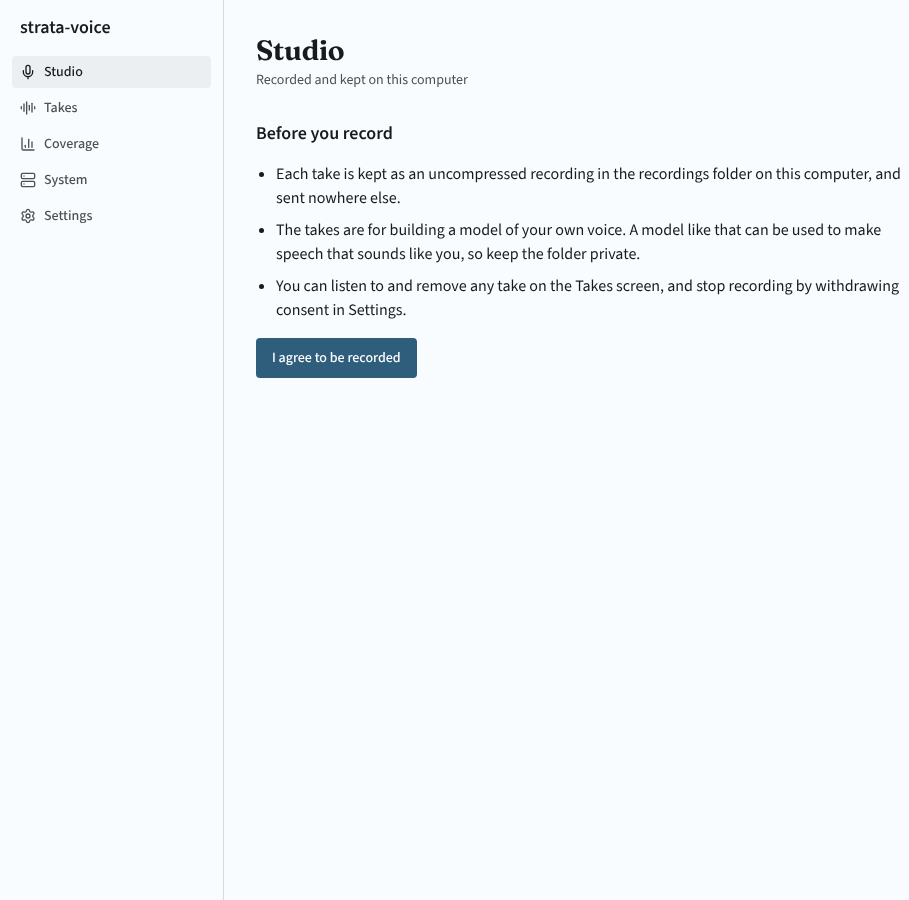 strata-voice
Studio
Takes
Coverage
System
Settings
Studio
Recorded and kept on this computer
Before you record
Each take is kept as an uncompressed recording in the recordings folder on this computer, and
sent nowhere else.
The takes are for building a model of your own voice. A model like that can be used to make
speech that sounds like you, so keep the folder private.
You can listen to and remove any take on the Takes screen, and stop recording by withdrawing
consent in Settings.
I agree to be recorded